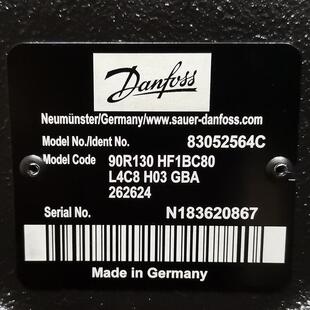 Danfoss
Neumünster/Germany/www.sauer-danfoss.com
Model No./Ident No. 83052564C
Model Code 90R130 HF1BC80
L4C8 H03 GBA
262624
Serial No. N183620867
Made in Germany